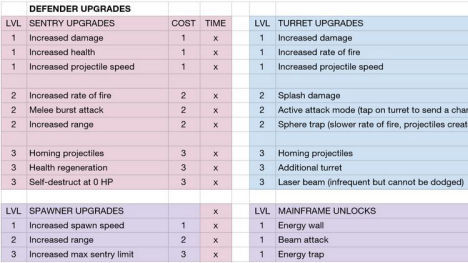 DEFENDER UPGRADES
LVL SENTRY UPGRADES COST TIME LVL TURRET UPGRADES
1 Increased damage 1 x 1 Increased damage
1 Increased health 1 x 1 Increased rate of fire
1 Increased projectile speed 1 x 1 Increased projectile speed
2 Increased rate of fire 2 x 2 Splash damage
2 Melee burst attack 2 x 2 Active attack mode (tap on turret to send a
2 Increased range 2 x 2 Sphere trap (slower rate of fire, projectiles
3 Homing projectiles 3 x 3 Homing projectiles
3 Health regeneration 3 x 3 Additional turret
3 Self-destruct at 0 HP 3 x 3 Laser beam (infrequent but cannot be dodged)
LVL SPAWNER UPGRADES x LVL MAINFRAME UNLOCKS
1 Increased spawn speed 1 x 1 Energy wall
2 Increased range 2 x 1 Beam attack
3 Increased max sentry limit 3 x 1 Energy trap